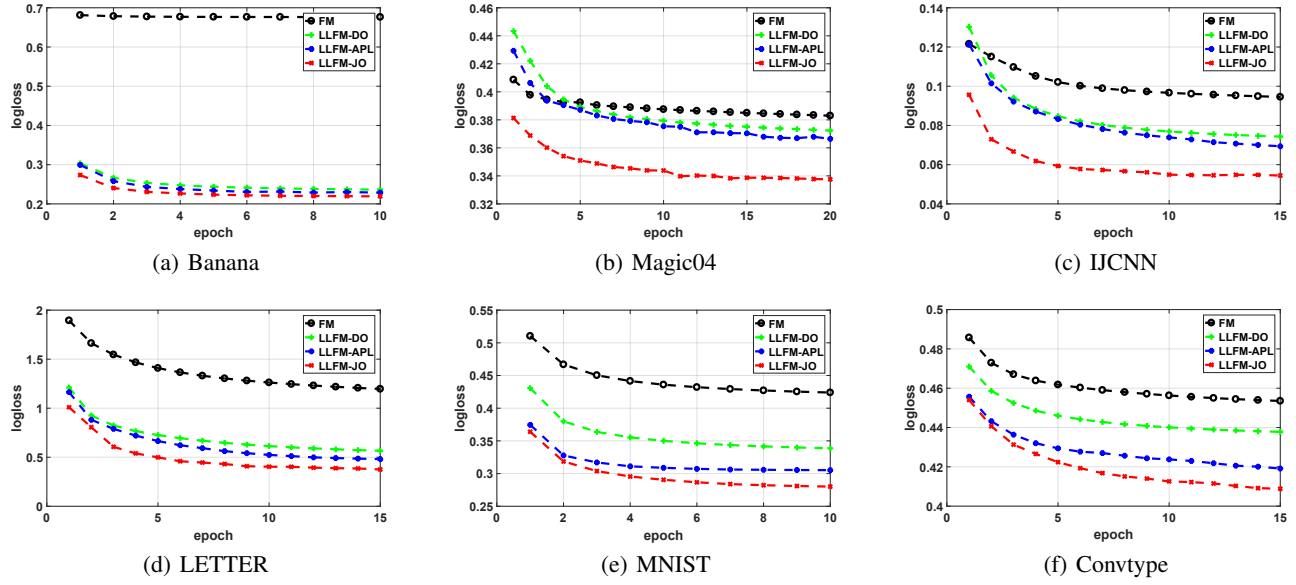 0.7
0.6
0.5
0.4
0.3
0.2
logloss
0 2 4 6 8 10
epoch
FM
LLFM-DO
LLFM-APL
LLFM-JO
(a) Banana
0.46
0.44
0.42
0.4
0.38
0.36
0.34
0.32
logloss
0 5 10 15 20
epoch
FM
LLFM-DO
LLFM-APL
LLFM-JO
(b) Magic04
0.14
0.12
0.1
0.08
0.06
0.04
logloss
0 5 10 15
epoch
FM
LLFM-DO
LLFM-APL
LLFM-JO
(c) IJCNN
2
1.5
1
0.5
0
logloss
0 5 10 15
epoch
FM
LLFM-DO
LLFM-APL
LLFM-JO
(d) LETTER
0.55
0.5
0.45
0.4
0.35
0.3
0.25
logloss
0 2 4 6 8 10
epoch
FM
LLFM-DO
LLFM-APL
LLFM-JO
(e) MNIST
0.5
0.48
0.46
0.44
0.42
0.4
logloss
0 5 10 15
epoch
FM
LLFM-DO
LLFM-APL
LLFM-JO
(f) Convtype